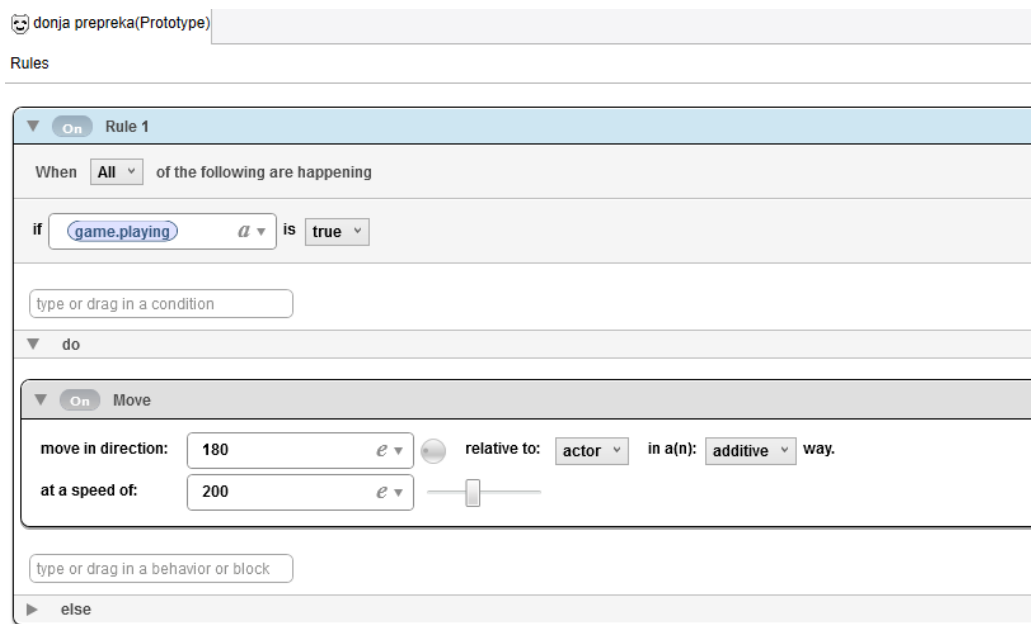 donja prepreka(Prototype)
Rules
On Rule 1
When All of the following are happening
if game.playing a is true
type or drag in a condition
do
On Move
move in direction: 180 e relative to: actor in a(n): additive way.
at a speed of: 200 e
type or drag in a behavior or block
else